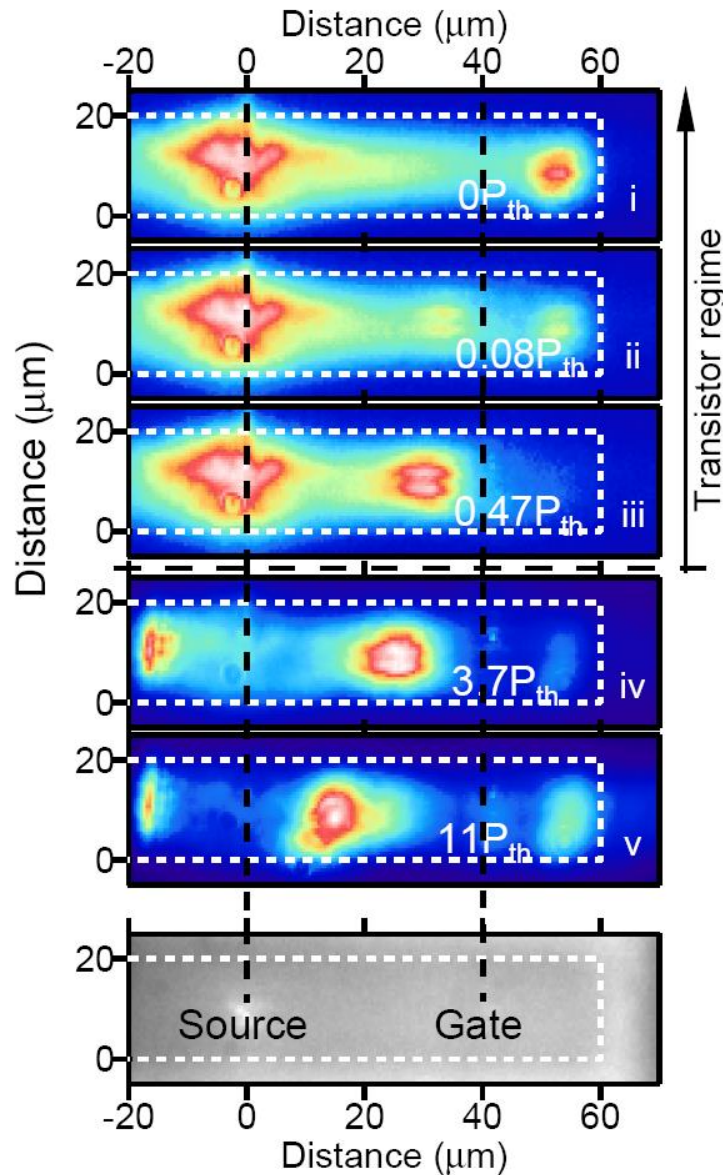 Distance (μm)
-20 0 20 40 60
20
0
0P_th
i
20
0
0.08P_th
ii
20
0
0.47P_th
iii
20
0
3.7P_th
iv
20
0
11P_th
v
Transistor regime
Distance (μm)
20
0
Source
Gate
-20 0 20 40 60
Distance (μm)